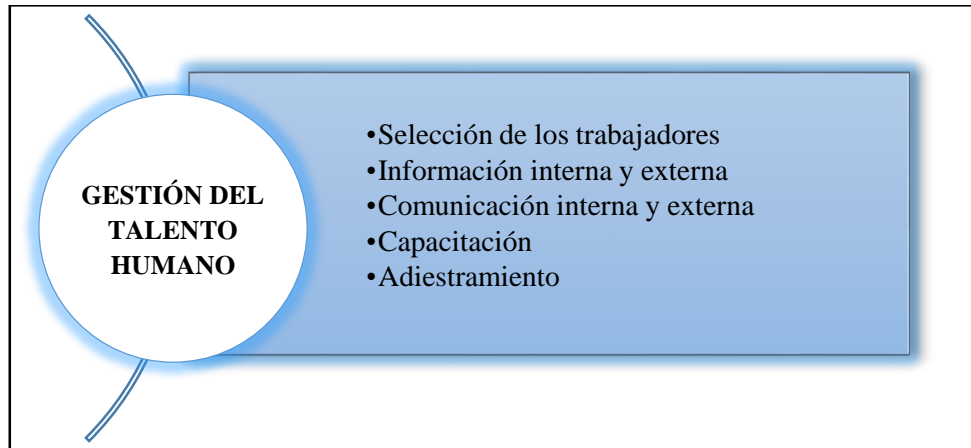 GESTIÓN DEL
TALENTO
HUMANO
•Selección de los trabajadores
•Información interna y externa
•Comunicación interna y externa
•Capacitación
•Adiestramiento